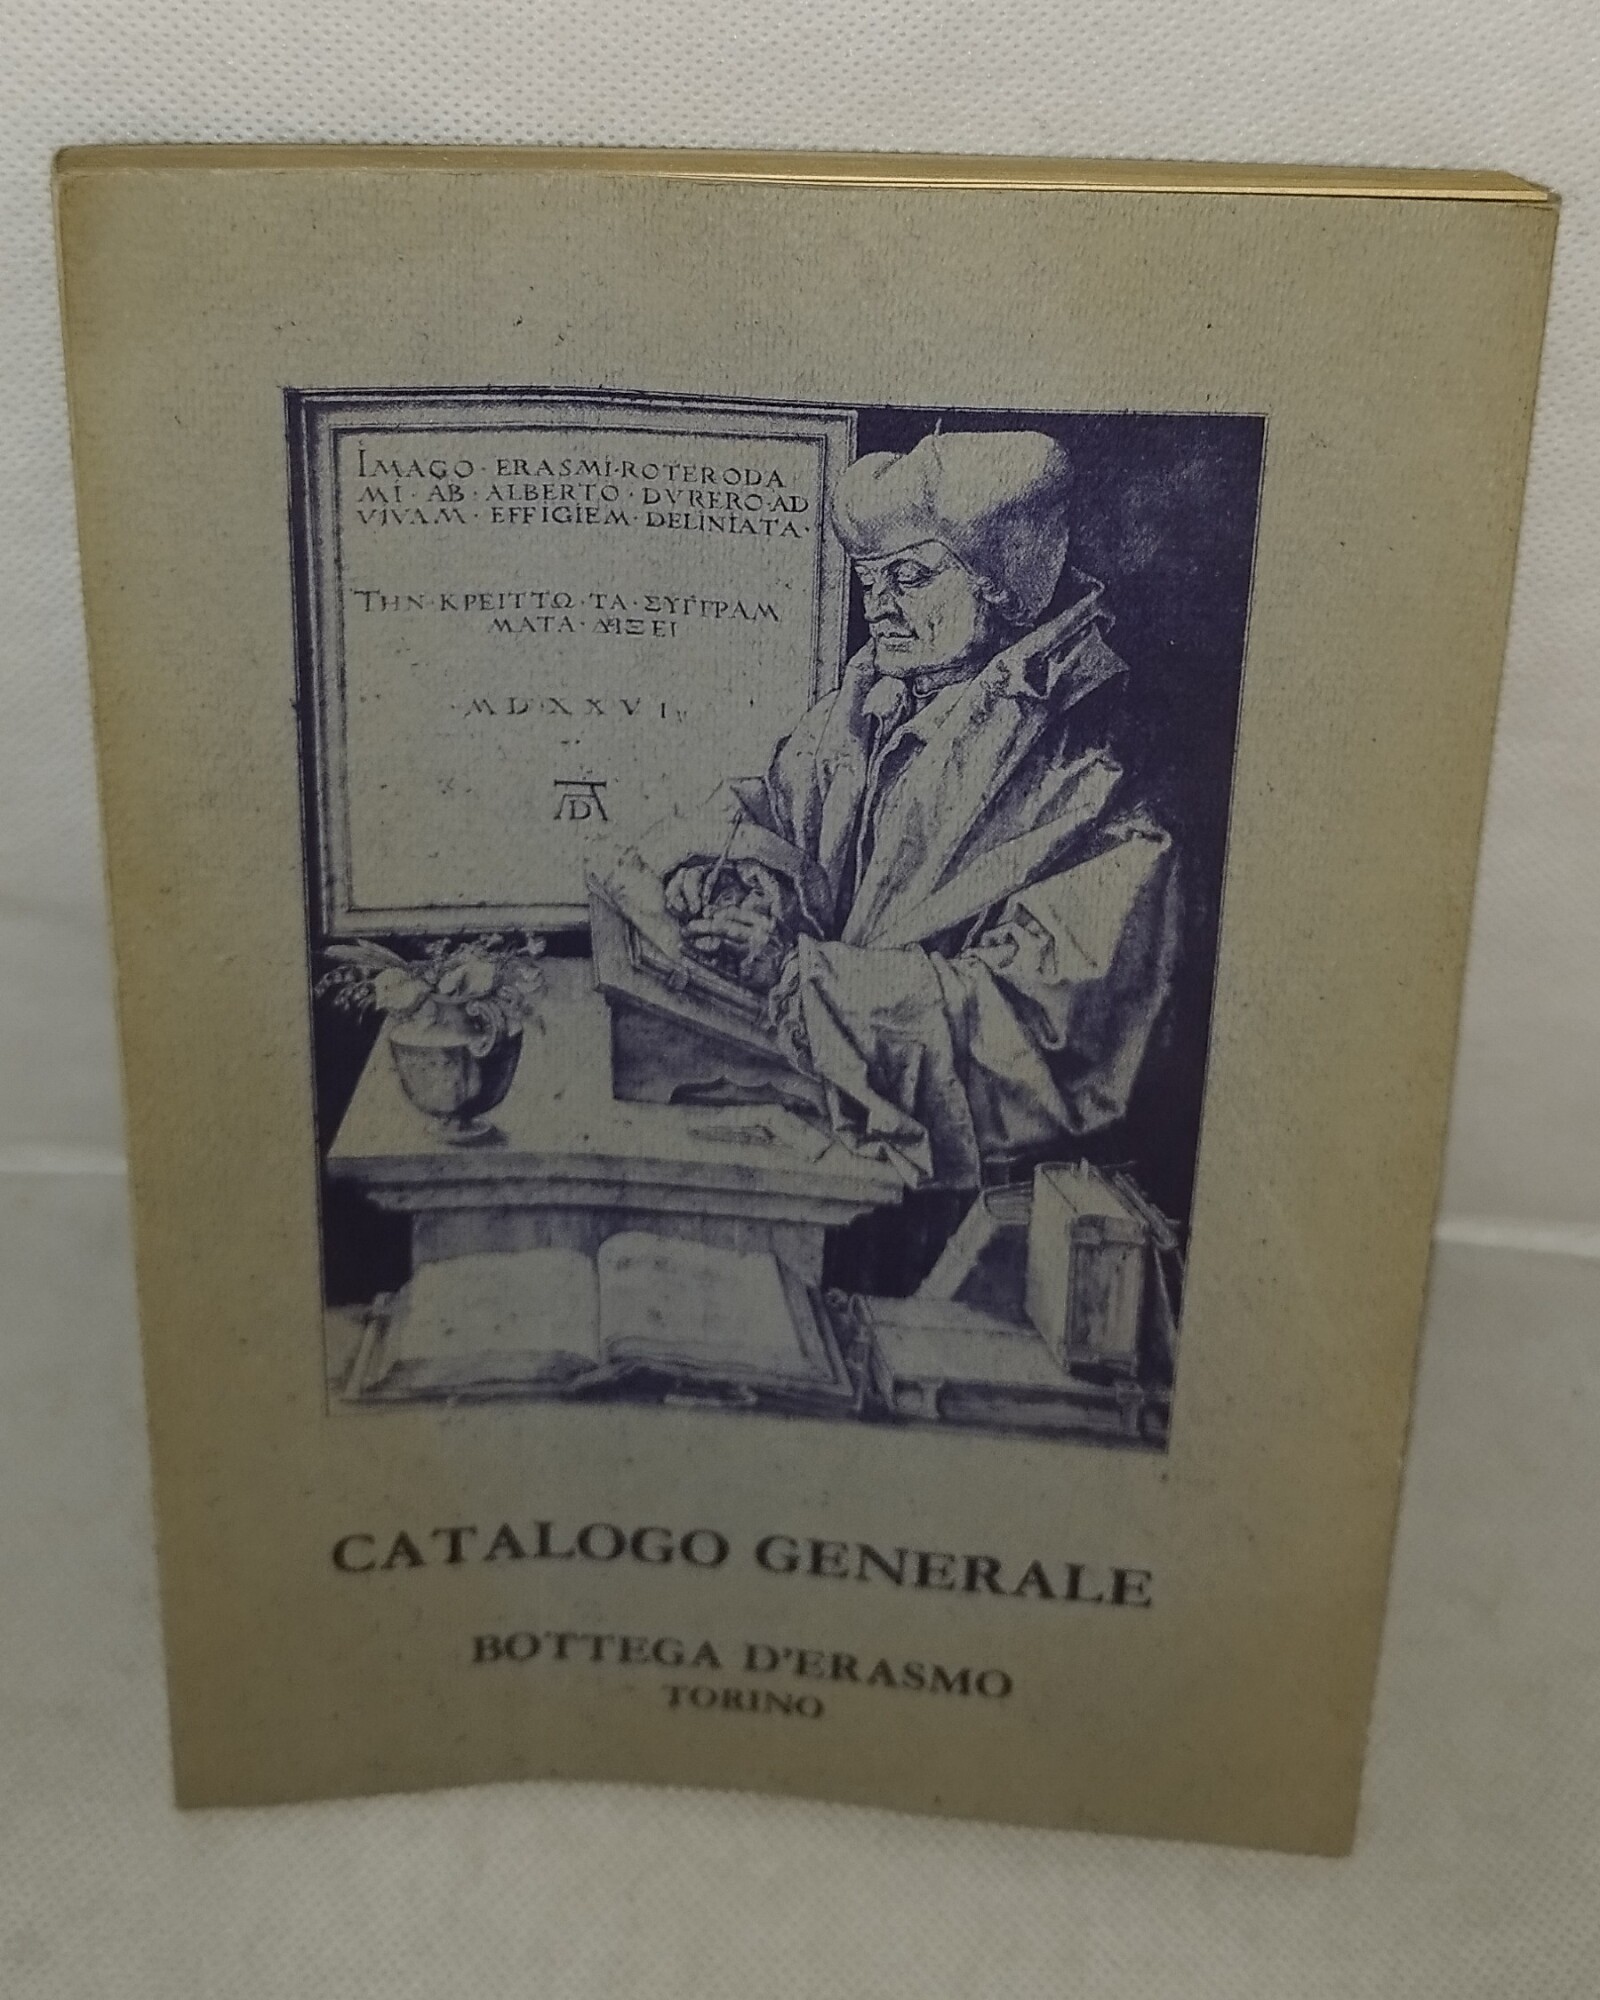 IMAGO · ERASMI · ROTERODA
MI · AB · ALBERTO · DVRERO · AD
VIVAM · EFFIGIEM · DELINIATA ·
ΤΗΝ · ΚΡΕΙΤΤΩ · ΤΑ · ΣΥΓΓΡΑΜ
ΜΑΤΑ · ΔΙΞΕΙ
· M D X X V I
AD
CATALOGO GENERALE
BOTTEGA D'ERASMO
TORINO